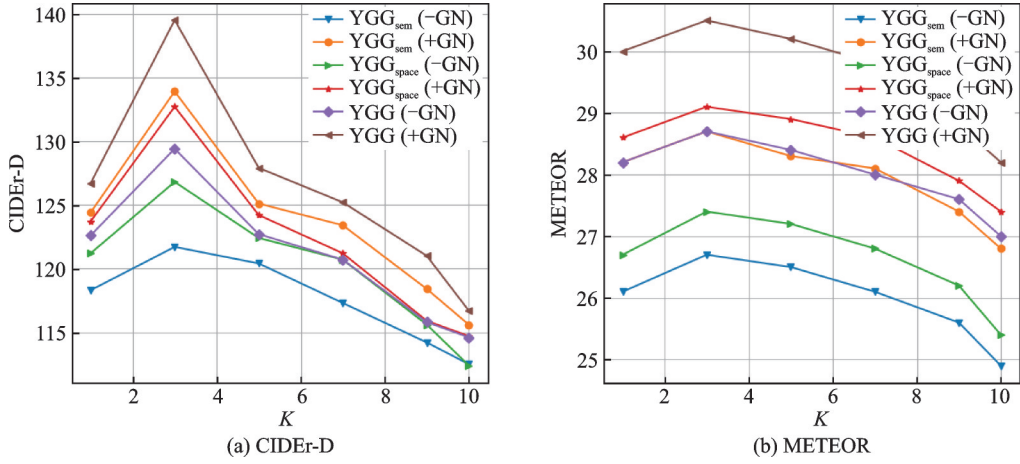 140
135
130
125
120
115
CIDEr-D
2
4
6
8
10
K
YGGsem (−GN)
YGGsem (+GN)
YGGspace (−GN)
YGGspace (+GN)
YGG (−GN)
YGG (+GN)
(a) CIDEr-D
30
29
28
27
26
25
METEOR
2
4
6
8
10
K
YGGsem (−GN)
YGGsem (+GN)
YGGspace (−GN)
YGGspace (+GN)
YGG (−GN)
YGG (+GN)
(b) METEOR